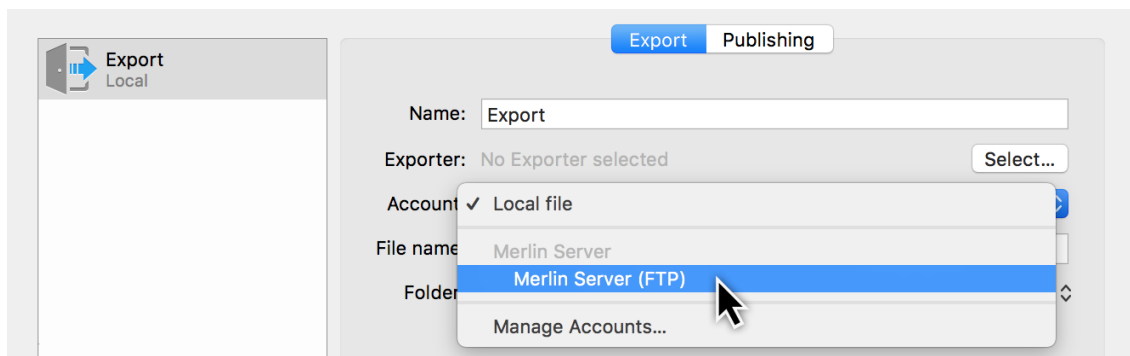 Export
Local
Export Publishing
Name: Export
Exporter: No Exporter selected Select...
Account ✓ Local file
Merlin Server
File name
Merlin Server (FTP)
Folder
Manage Accounts...